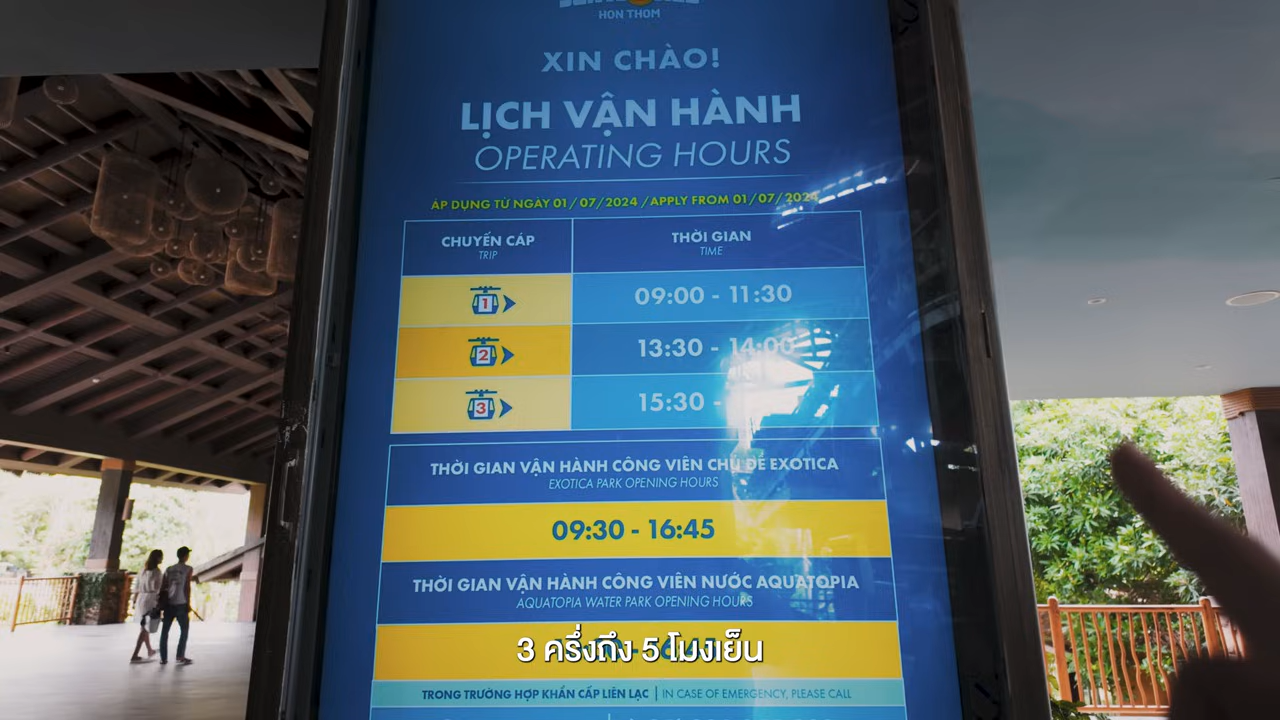 HON THOM
XIN CHÀO!
LỊCH VẬN HÀNH
OPERATING HOURS
ÁP DỤNG TỪ NGÀY 01/07/2024 /APPLY FROM 01/07/2024
CHUYẾN CÁP
TRIP
THỜI GIAN
TIME
1
09:00 - 11:30
2
13:30 - 14:00
3
15:30 -
THỜI GIAN VẬN HÀNH CÔNG VIÊN CHỦ ĐỀ EXOTICA
EXOTICA PARK OPENING HOURS
09:30 - 16:45
THỜI GIAN VẬN HÀNH CÔNG VIÊN NƯỚC AQUATOPIA
AQUATOPIA WATER PARK OPENING HOURS
3 ครึ่งถึง 5 โมงเย็น
TRONG TRƯỜNG HỢP KHẨN CẤP LIÊN LẠC | IN CASE OF EMERGENCY, PLEASE CALL